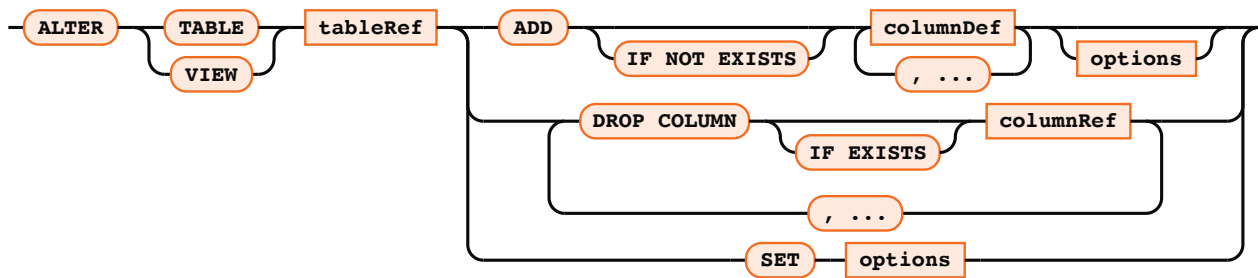 ALTER TABLE tableRef ADD columnDef
VIEW IF NOT EXISTS , ... options
DROP COLUMN columnRef
IF EXISTS
, ...
SET options